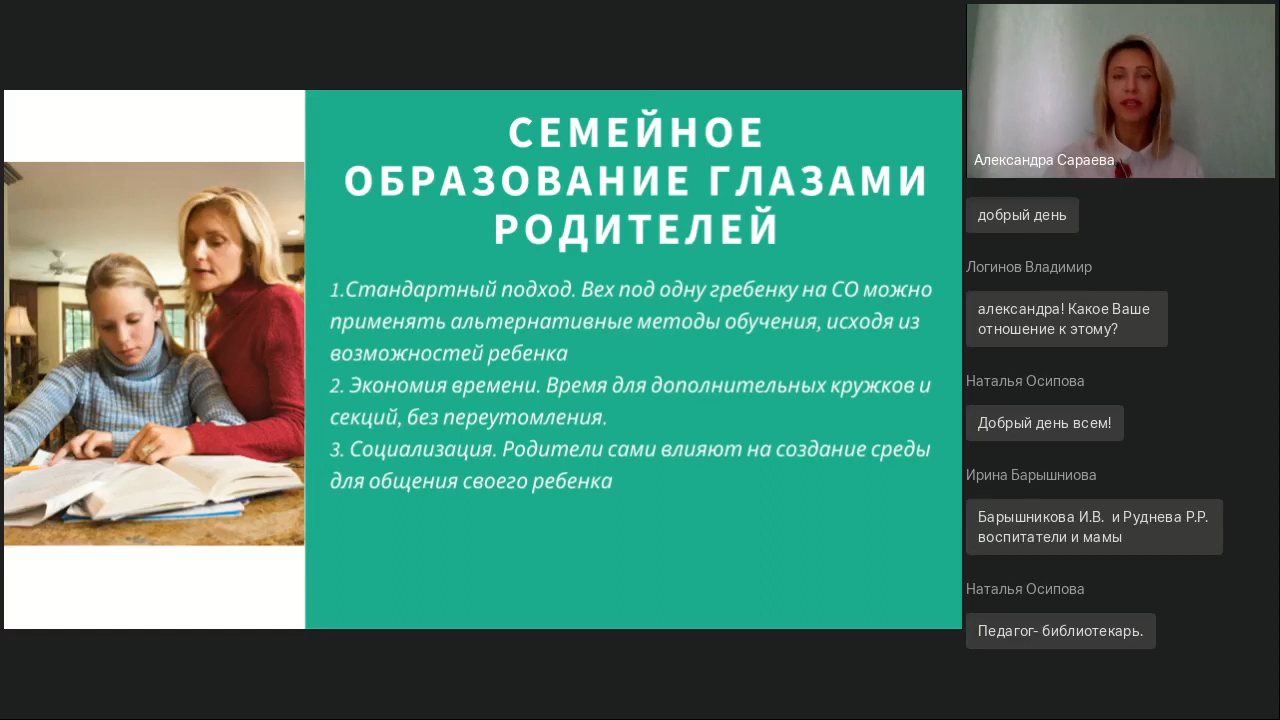 СЕМЕЙНОЕ
ОБРАЗОВАНИЕ ГЛАЗАМИ
РОДИТЕЛЕЙ
1.Стандартный подход. Вех под одну гребенку на СО можно
применять альтернативные методы обучения, исходя из
возможностей ребенка
2. Экономия времени. Время для дополнительных кружков и
секций, без переутомления.
3. Социализация. Родители сами влияют на создание среды
для общения своего ребенка
Александра Сараева
добрый день
Логинов Владимир
александра! Какое Ваше
отношение к этому?
Наталья Осипова
Добрый день всем!
Ирина Барышниова
Барышникова И.В. и Руднева Р.Р.
воспитатели и мамы
Наталья Осипова
Педагог- библиотекарь.